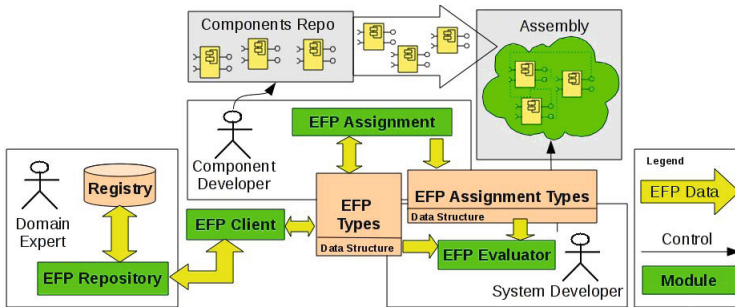 Components Repo
Assembly
EFP Assignment
Component
Developer
Legend
EFP Data
Registry
Domain
Expert
EFP
Types
Data Structure
EFP Assignment Types
Data Structure
EFP Client
Control
EFP Repository
EFP Evaluator
System Developer
Module